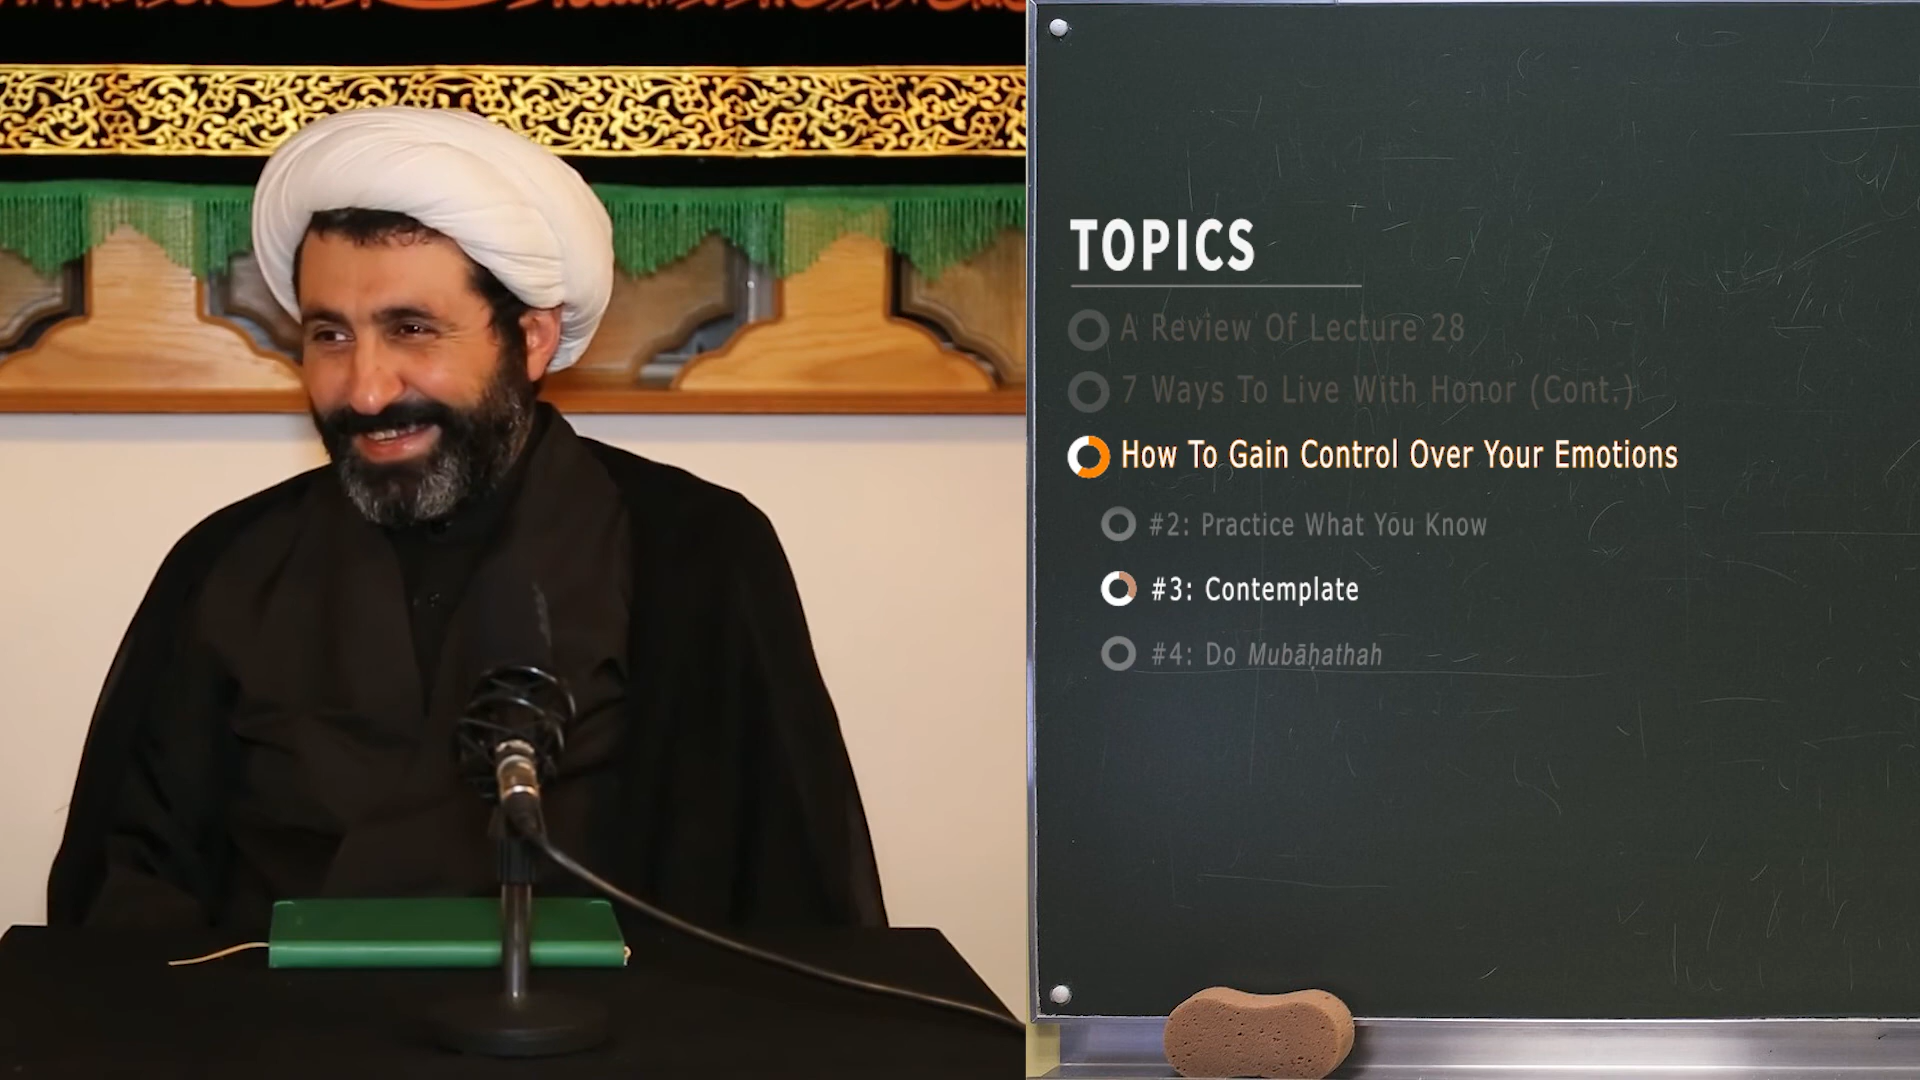 TOPICS
A Review Of Lecture 28
7 Ways To Live With Honor (Cont.)
How To Gain Control Over Your Emotions
#2: Practice What You Know
#3: Contemplate
#4: Do Mubāḥathah